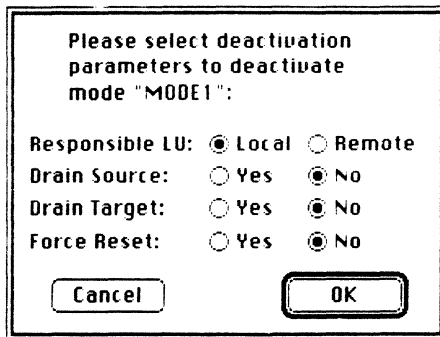 Please select deactivation
parameters to deactivate
mode "MODE1":
Responsible LU: Local Remote
Drain Source: Yes No
Drain Target: Yes No
Force Reset: Yes No
Cancel OK